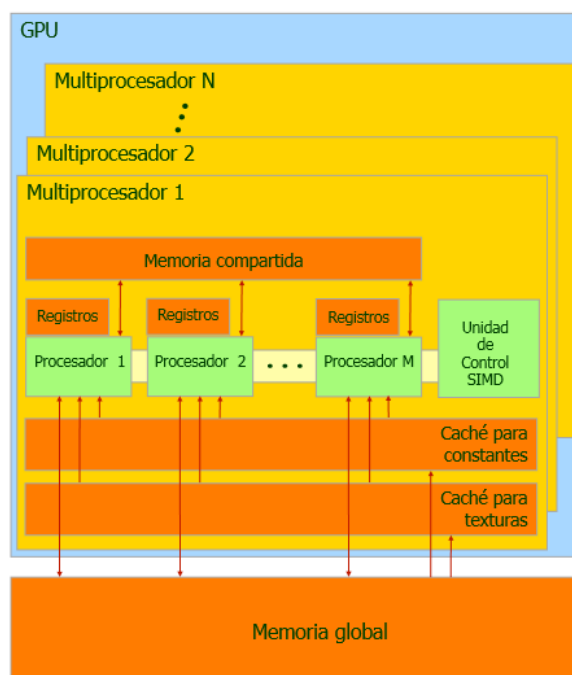 GPU
Multiprocesador N
Multiprocesador 2
Multiprocesador 1
Memoria compartida
Registros
Registros
Registros
Procesador 1
Procesador 2
Procesador M
Unidad
de
Control
SIMD
Caché para
constantes
Caché para
texturas
Memoria global